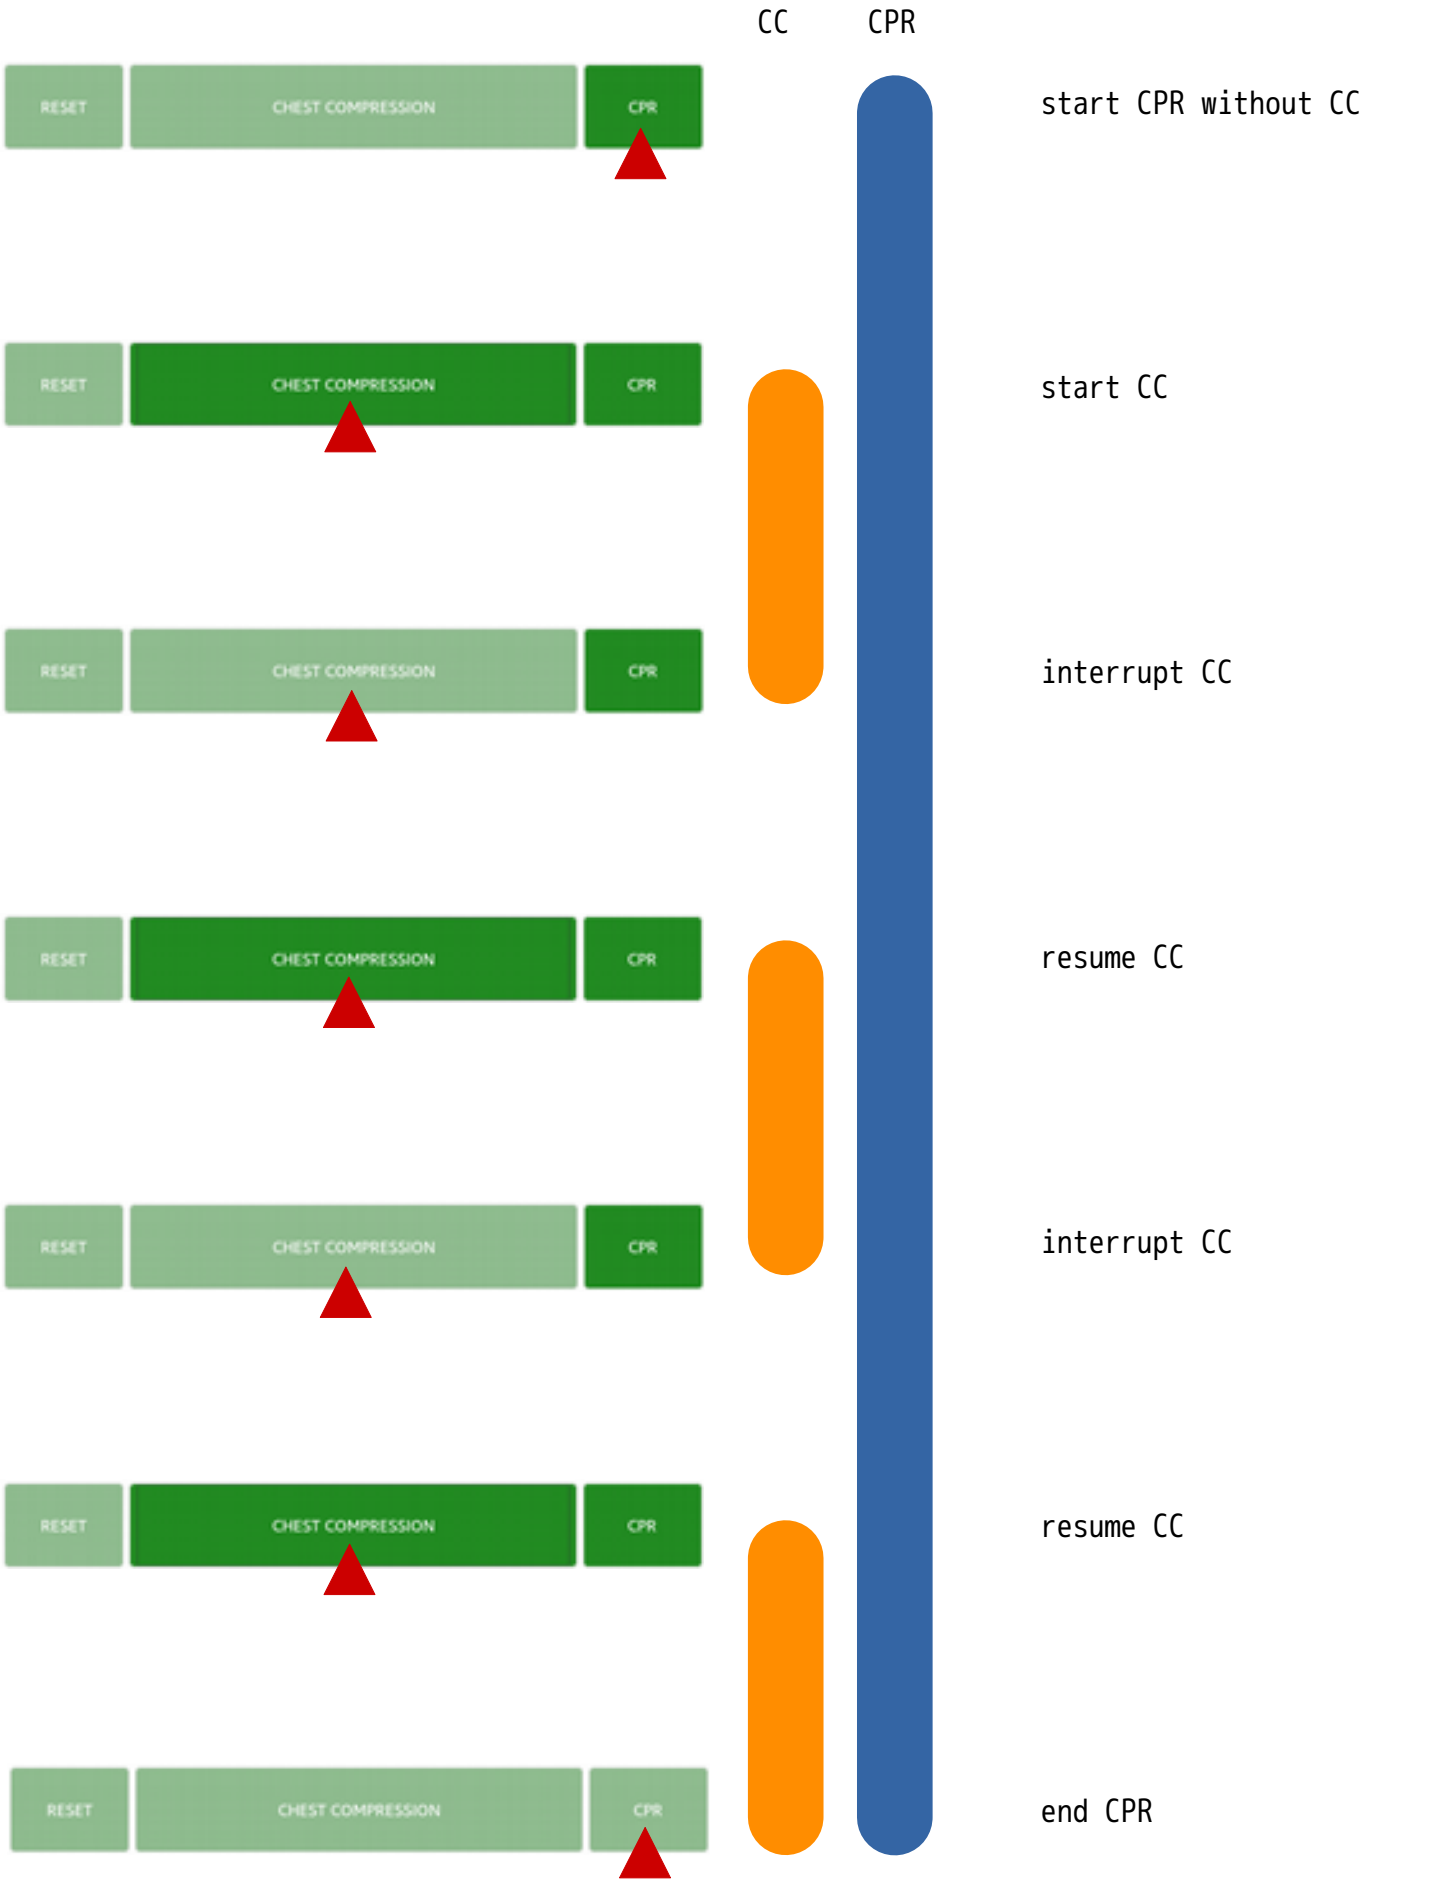 CC CPR
RESET CHEST COMPRESSION CPR start CPR without CC
RESET CHEST COMPRESSION CPR start CC
RESET CHEST COMPRESSION CPR interrupt CC
RESET CHEST COMPRESSION CPR resume CC
RESET CHEST COMPRESSION CPR interrupt CC
RESET CHEST COMPRESSION CPR resume CC
RESET CHEST COMPRESSION CPR end CPR